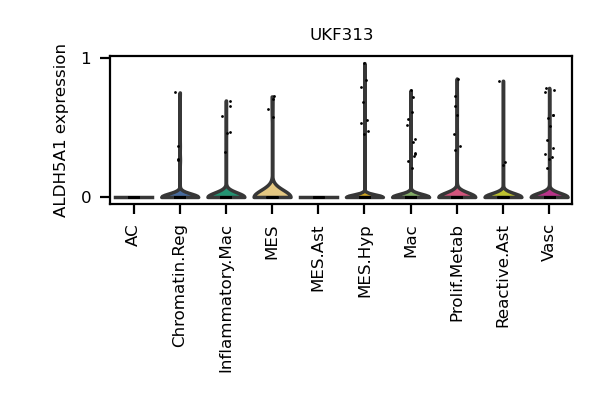 UKF313
ALDH5A1 expression
1
0
AC
Chromatin.Reg
Inflammatory.Mac
MES
MES.Ast
MES.Hyp
Mac
Prolif.Metab
Reactive.Ast
Vasc